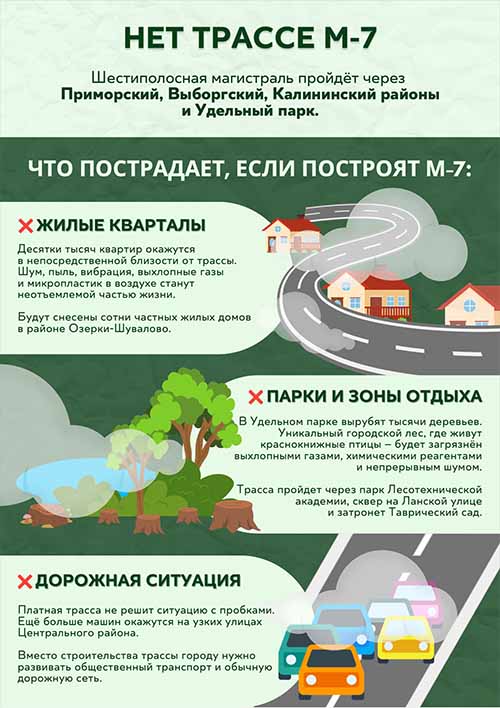 НЕТ ТРАССЕ М-7
Шестиполосная магистраль пройдёт через
Приморский, Выборгский, Калининский районы
и Удельный парк.
ЧТО ПОСТРАДАЕТ, ЕСЛИ ПОСТРОЯТ М-7:
ЖИЛЫЕ КВАРТАЛЫ
Десятки тысяч квартир окажутся
в непосредственной близости от трассы.
Шум, пыль, вибрация, выхлопные газы
и микропластик в воздухе станут
неотъемлемой частью жизни.
Будут снесены сотни частных жилых домов
в районе Озерки-Шувалово.
ПАРКИ И ЗОНЫ ОТДЫХА
В Удельном парке вырубят тысячи деревьев.
Уникальный городской лес, где живут
краснокнижные птицы – будет загрязнён
выхлопными газами, химическими реагентами
и непрерывным шумом.
Трасса пройдет через парк Лесотехнической
академии, сквер на Ланской улице
и затронет Таврический сад.
ДОРОЖНАЯ СИТУАЦИЯ
Платная трасса не решит ситуацию с пробками.
Ещё больше машин окажутся на узких улицах
Центрального района.
Вместо строительства трассы городу нужно
развивать общественный транспорт и обычную
дорожную сеть.